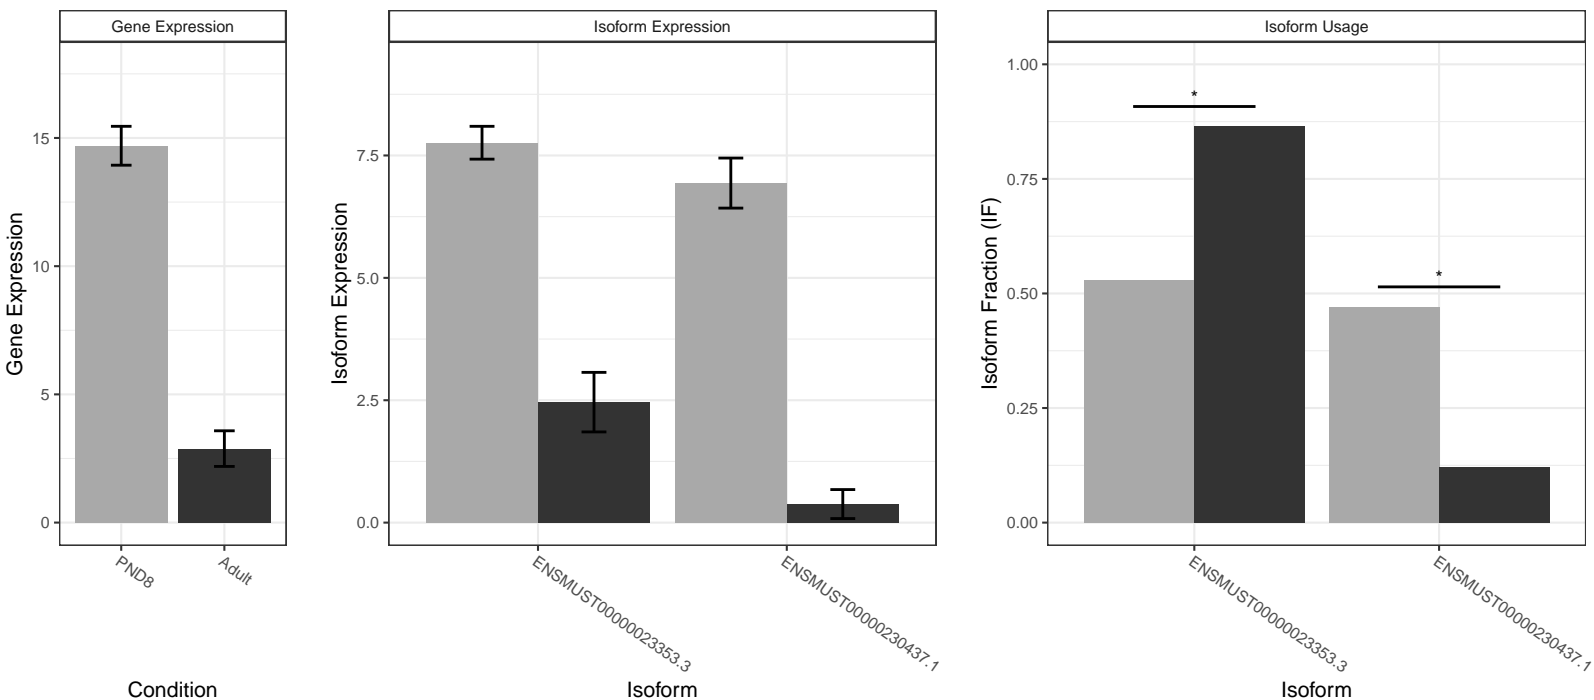 Gene Expression
Gene Expression
15
10
5
0
PND8
Adult
Condition
Isoform Expression
Isoform Expression
7.5
5.0
2.5
0.0
ENSMUST00000023353.3
ENSMUST00000230437.1
Isoform
Isoform Usage
Isoform Fraction (IF)
1.00
0.75
0.50
0.25
0.00
*
*
ENSMUST00000023353.3
ENSMUST00000230437.1
Isoform